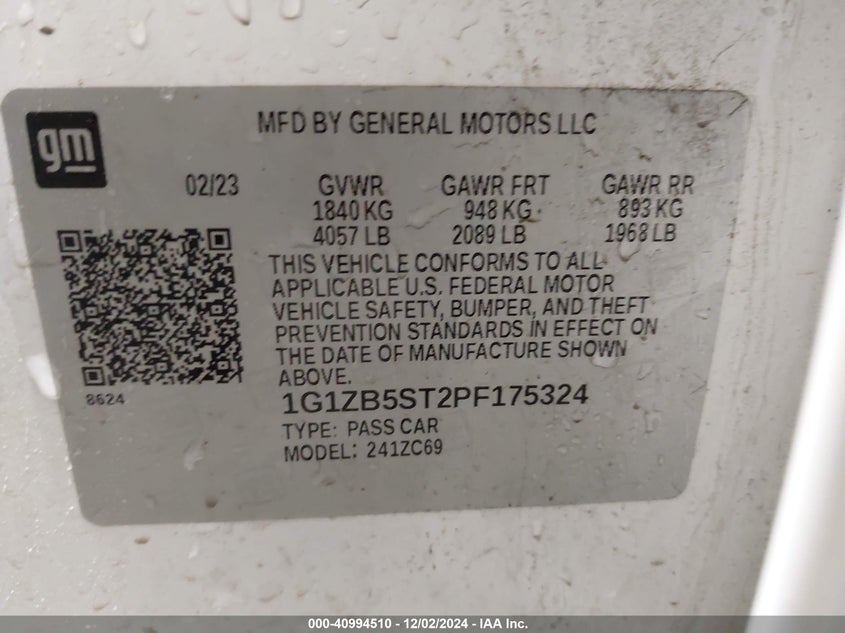 gm
MFD BY GENERAL MOTORS LLC
02/23 GVWR GAWR FRT GAWR RR
1840 KG 948 KG 893 KG
4057 LB 2089 LB 1968 LB
THIS VEHICLE CONFORMS TO ALL
APPLICABLE U.S. FEDERAL MOTOR
VEHICLE SAFETY, BUMPER, AND THEFT
PREVENTION STANDARDS IN EFFECT ON
THE DATE OF MANUFACTURE SHOWN
ABOVE.
8624
1G1ZB5ST2PF175324
TYPE: PASS CAR
MODEL: 241ZC69
000-40994510 - 12/02/2024 - IAA Inc.